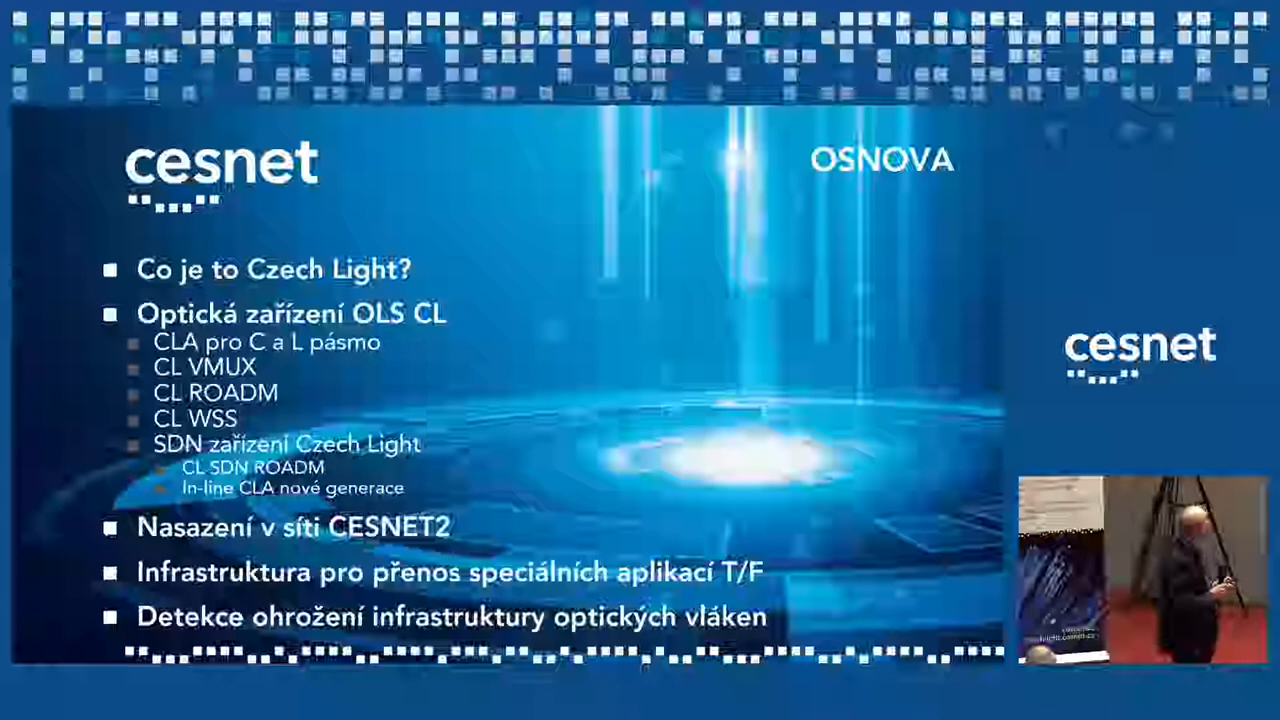 cesnet
OSNOVA
Co je to Czech Light?
Optická zařízení OLS CL
CLA pro C a L pásmo
CL VMUX
CL ROADM
CL WSS
SDN zařízení Czech Light
CL SDN ROADM
In-line CLA nové generace
Nasazení v síti CESNET2
Infrastruktura pro přenos speciálních aplikací T/F
Detekce ohrožení infrastruktury optických vláken
cesnet